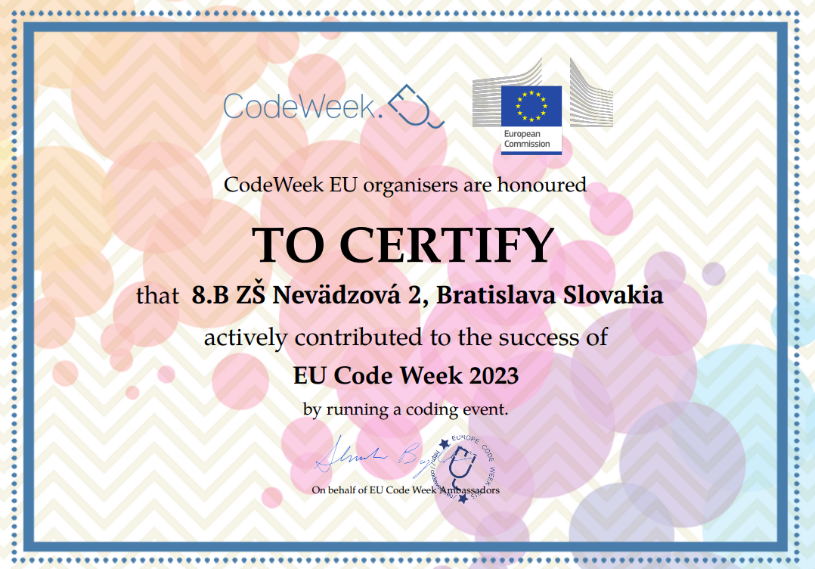 CodeWeek.EU
European
Commission
CodeWeek EU organisers are honoured
TO CERTIFY
that 8.B ZŠ Nevädzová 2, Bratislava Slovakia
actively contributed to the success of
EU Code Week 2023
by running a coding event.
EUROPE CODE WEEK
On behalf of EU Code Week Ambassadors